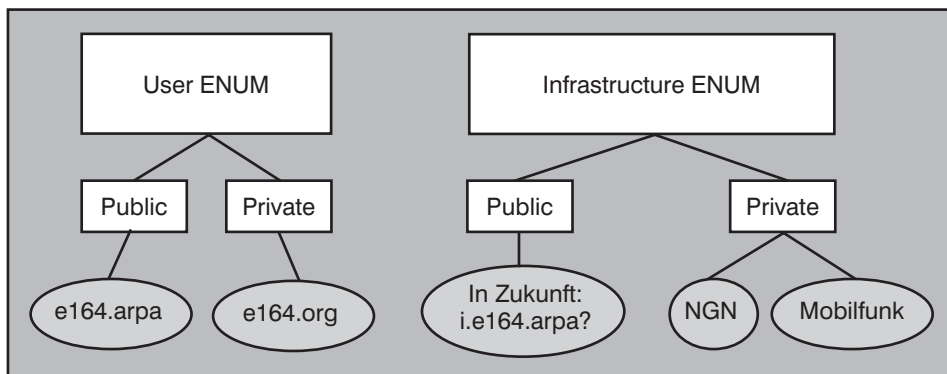 User ENUM
Infrastructure ENUM
Public
Private
Public
Private
e164.arpa
e164.org
In Zukunft:
i.e164.arpa?
NGN
Mobilfunk